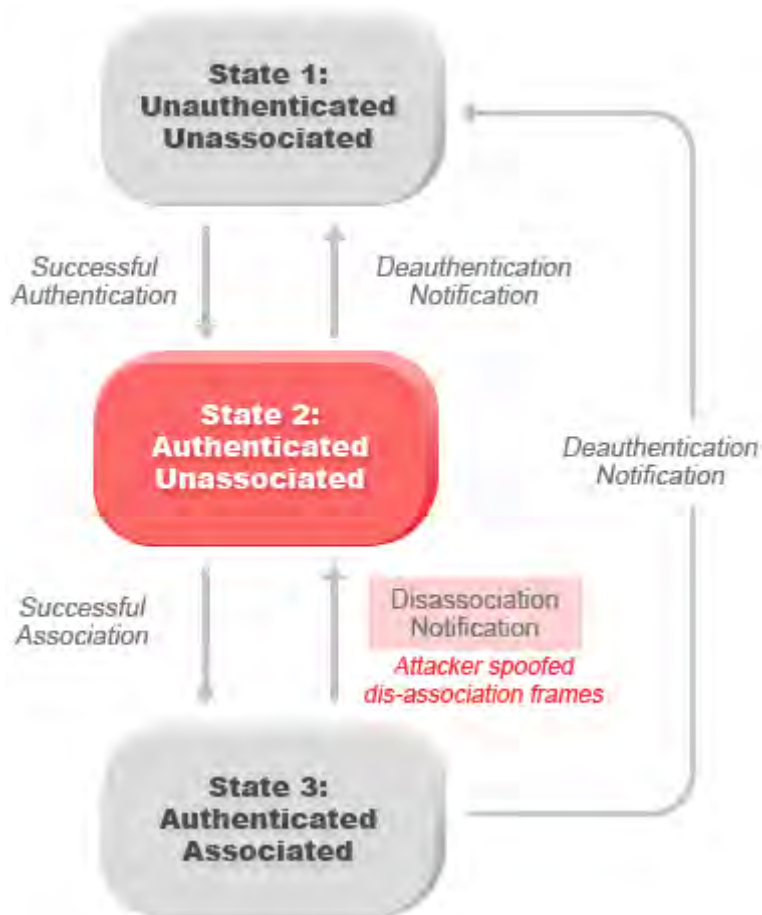 State 1:
Unauthenticated
Unassociated
Successful
Authentication
Deauthentication
Notification
State 2:
Authenticated
Unassociated
Deauthentication
Notification
Successful
Association
Disassociation
Notification
Attacker spoofed
dis-association frames
State 3:
Authenticated
Associated